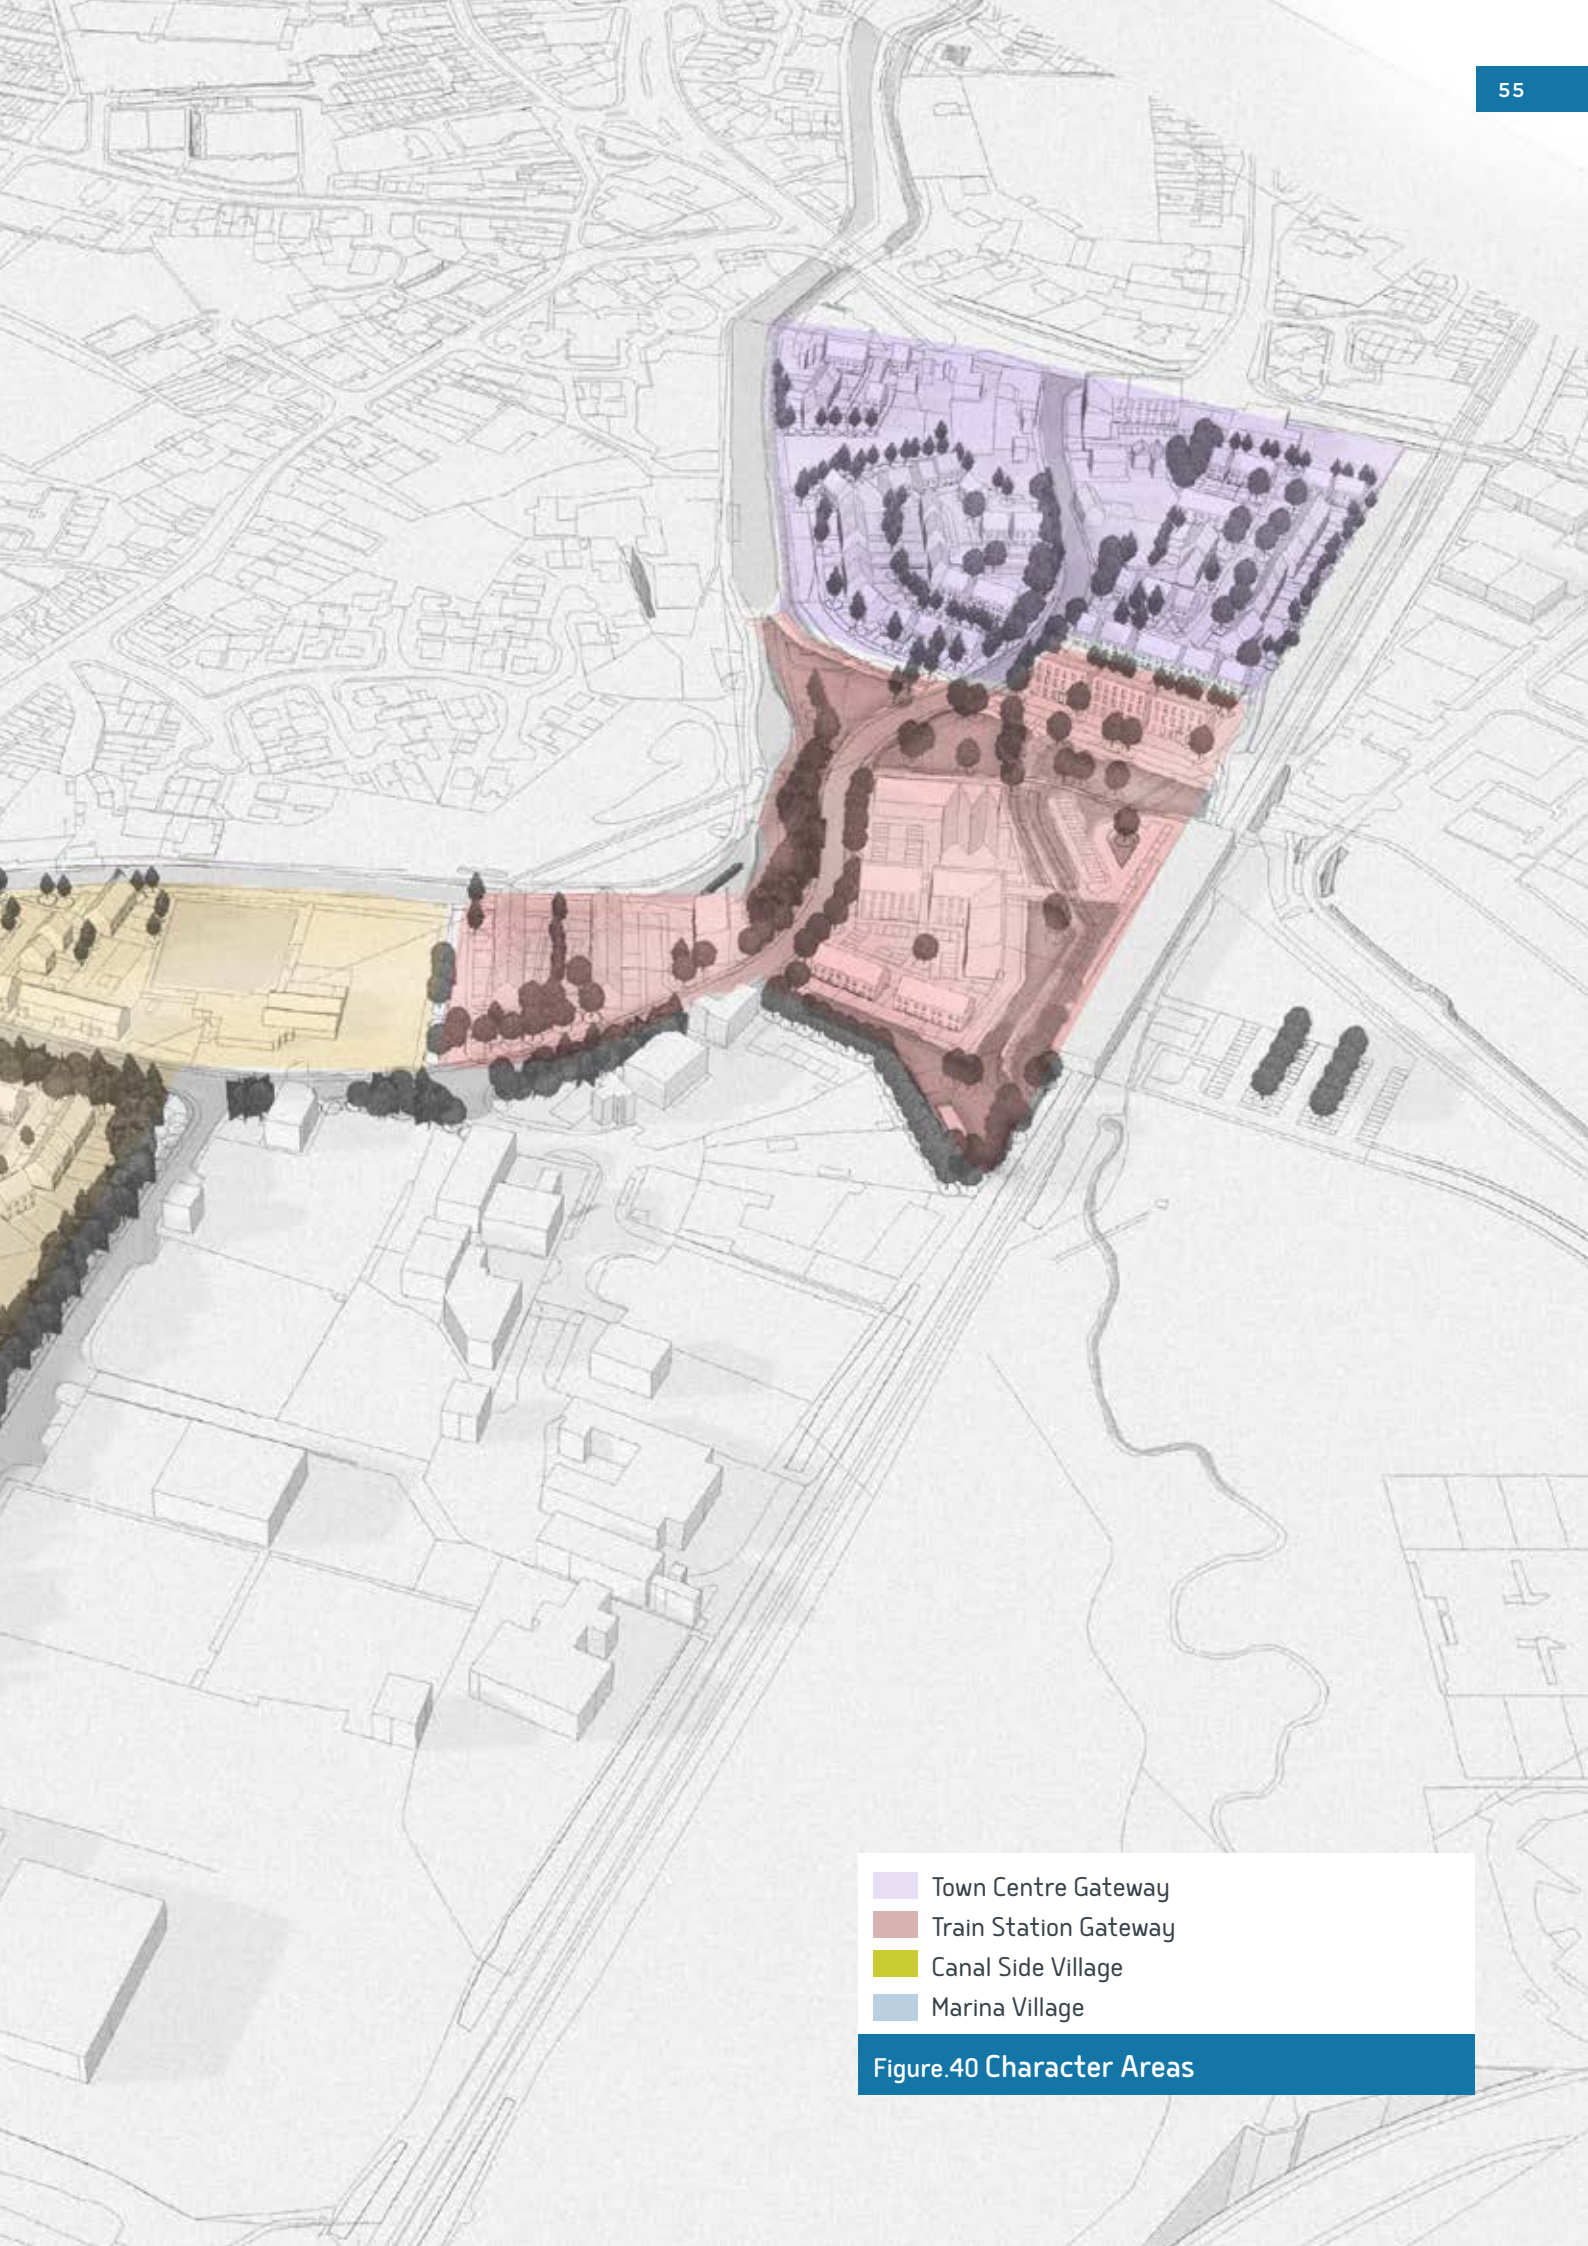 55
Town Centre Gateway
Train Station Gateway
Canal Side Village
Marina Village
Figure.40 Character Areas